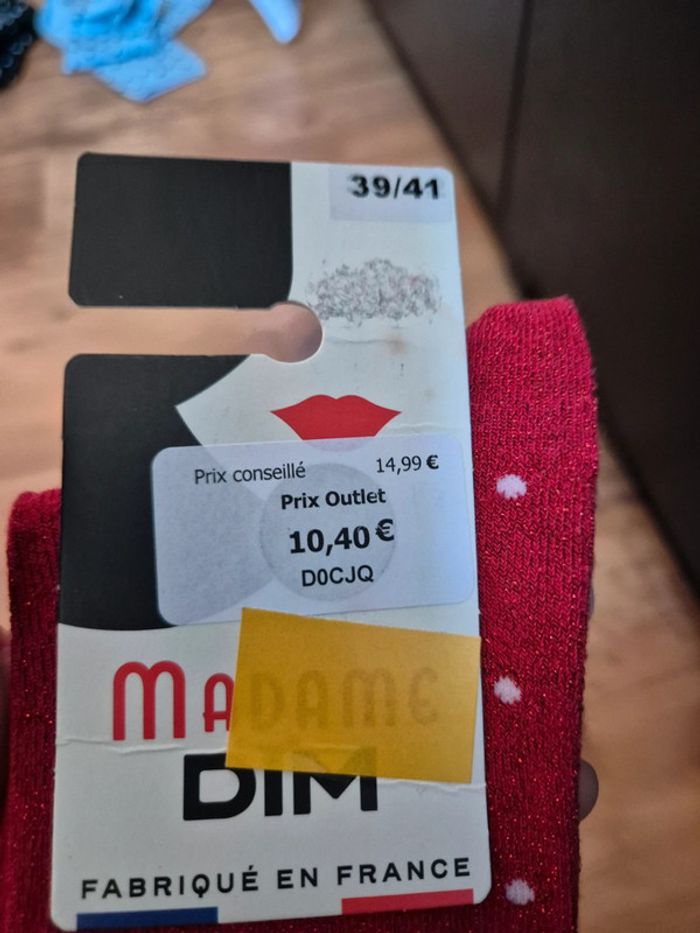 39/41
Prix conseillé 14,99 €
Prix Outlet
10,40 €
D0CJQ
MADAME
DIM
FABRIQUÉ EN FRANCE